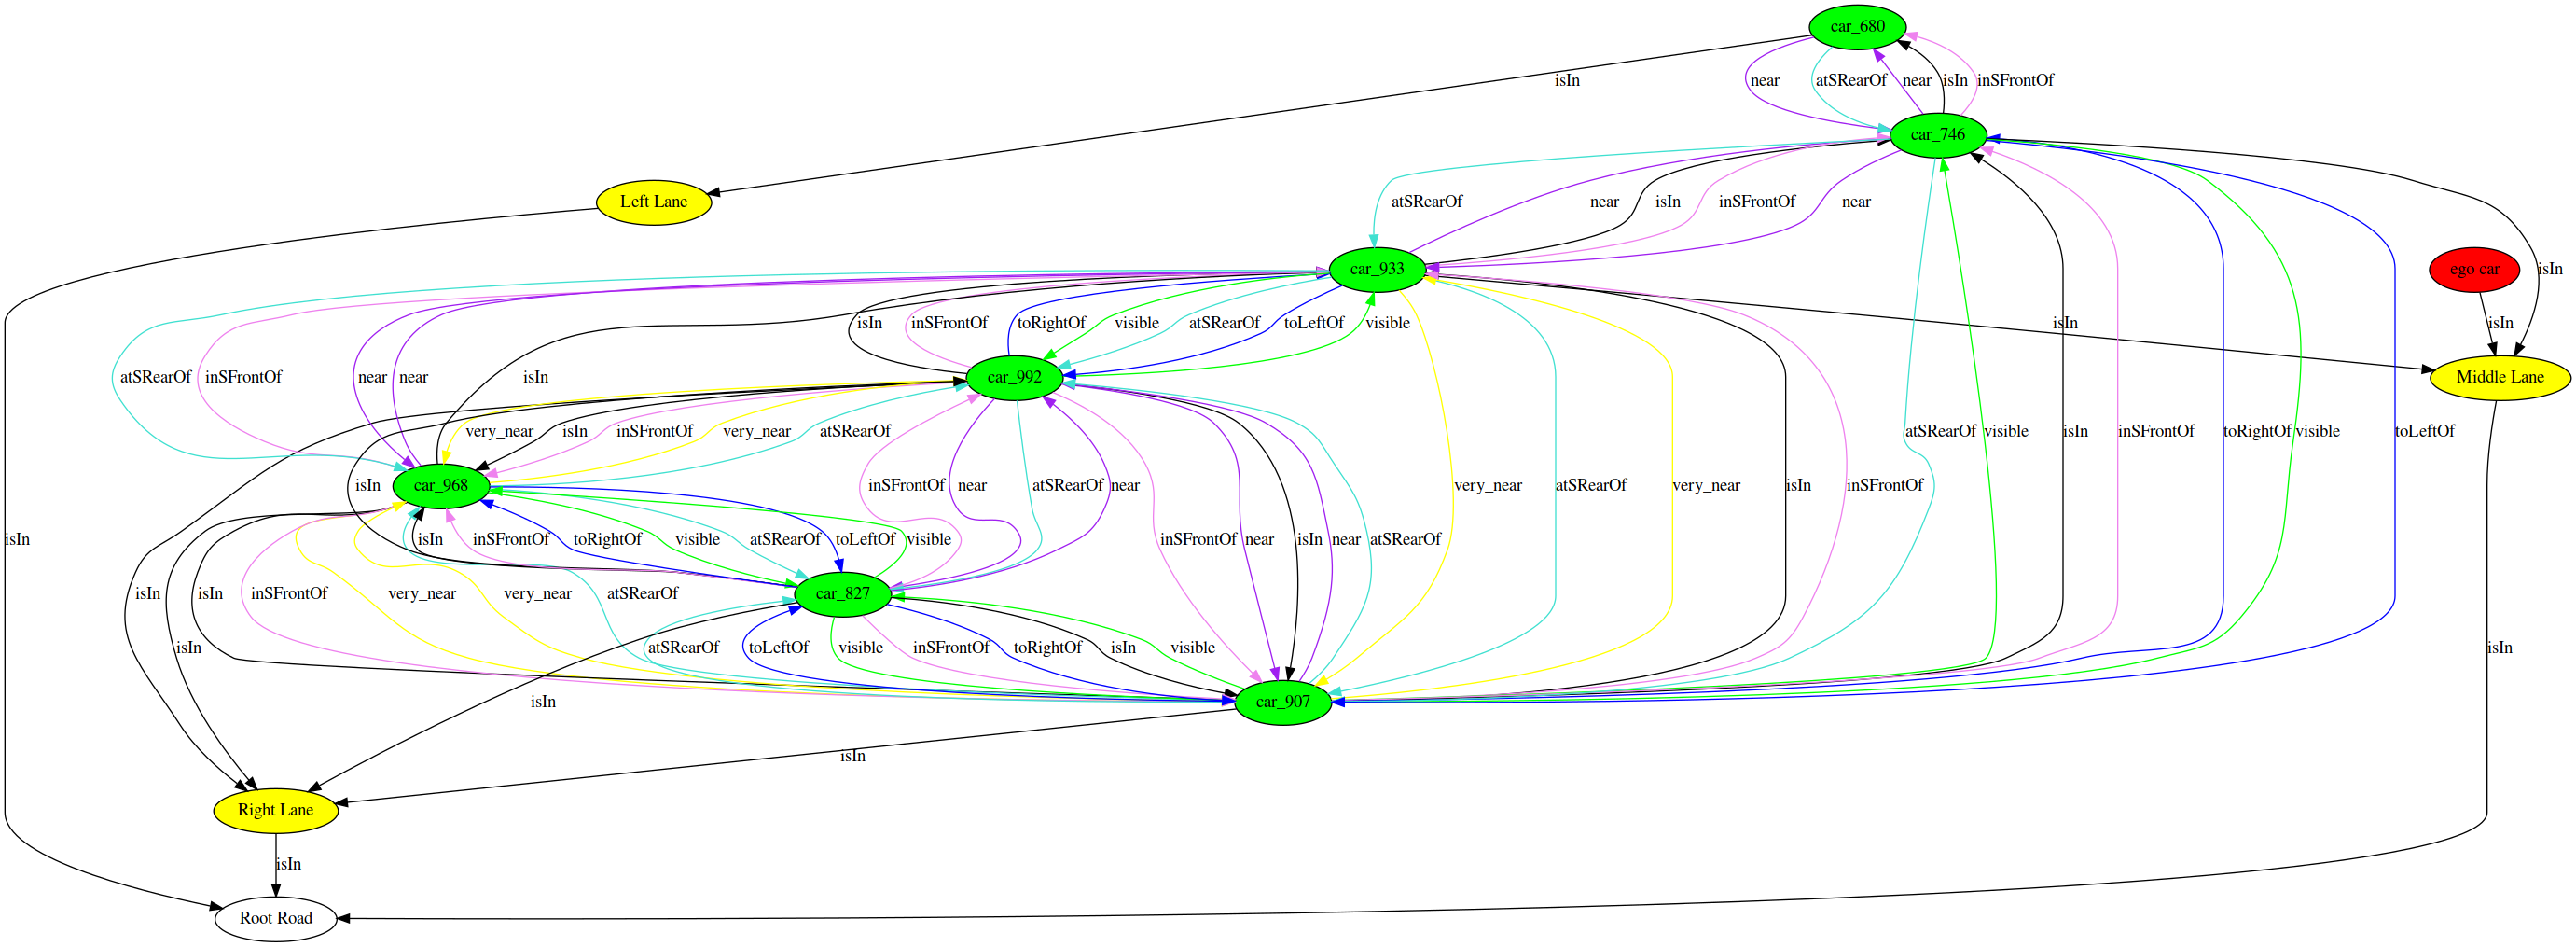 car_680
isIn
near
atSRearOf
near
isIn
inSFrontOf
car_746
Left Lane
atSRearOf
near
isIn
inSFrontOf
near
car_933
ego car
isIn
isIn
inSFrontOf
toRightOf
visible
atSRearOf
toLeftOf
visible
isIn
isIn
atSRearOf
inSFrontOf
near
near
isIn
car_992
Middle Lane
very_near
isIn
inSFrontOf
very_near
atSRearOf
atSRearOf
visible
isIn
inSFrontOf
toRightOf
visible
toLeftOf
isIn
car_968
inSFrontOf
near
atSRearOf
near
very_near
atSRearOf
very_near
isIn
inSFrontOf
isIn
isIn
inSFrontOf
toRightOf
visible
atSRearOf
toLeftOf
visible
inSFrontOf
near
isIn
near
atSRearOf
isIn
isIn
inSFrontOf
very_near
very_near
atSRearOf
car_827
isIn
atSRearOf
toLeftOf
visible
inSFrontOf
toRightOf
isIn
visible
isIn
isIn
car_907
isIn
Right Lane
isIn
Root Road